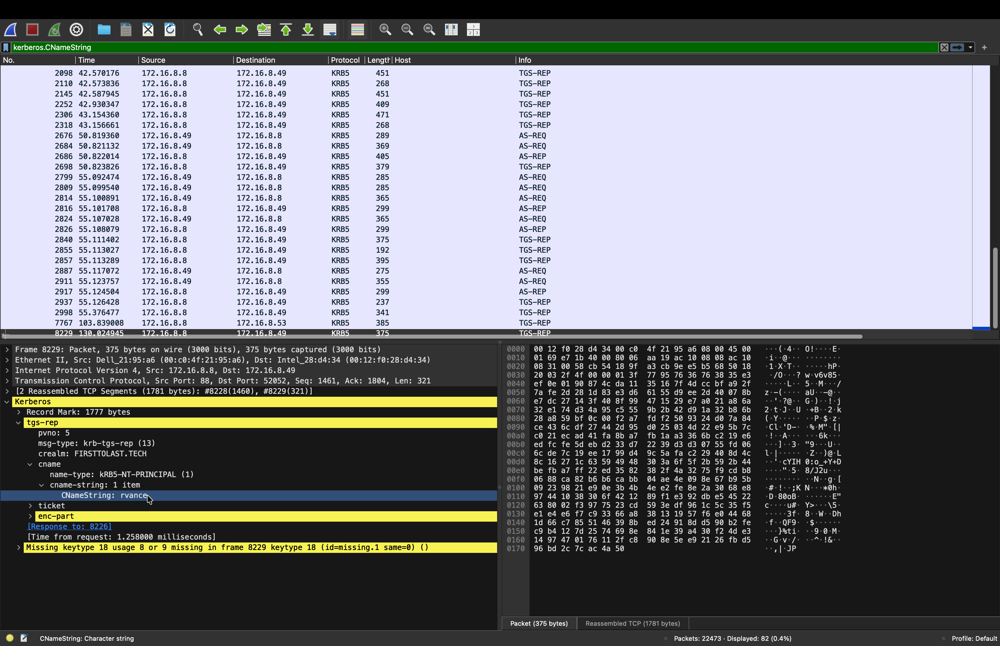 kerberos.CNameString
No. Time Source Destination Protocol Length Host Info
2098 42.570176 172.16.8.8 172.16.8.49 KRB5 451 TGS-REP
2110 42.573836 172.16.8.8 172.16.8.49 KRB5 268 TGS-REP
2145 42.587945 172.16.8.8 172.16.8.49 KRB5 451 TGS-REP
2252 42.930347 172.16.8.8 172.16.8.49 KRB5 409 TGS-REP
2306 43.154360 172.16.8.8 172.16.8.49 KRB5 471 TGS-REP
2318 43.156661 172.16.8.8 172.16.8.49 KRB5 268 TGS-REP
2676 50.819360 172.16.8.49 172.16.8.8 KRB5 289 AS-REQ
2684 50.821132 172.16.8.49 172.16.8.8 KRB5 369 AS-REQ
2686 50.822014 172.16.8.8 172.16.8.49 KRB5 405 AS-REP
2698 50.823826 172.16.8.8 172.16.8.49 KRB5 379 TGS-REP
2799 55.092474 172.16.8.49 172.16.8.8 KRB5 285 AS-REQ
2809 55.099540 172.16.8.49 172.16.8.8 KRB5 285 AS-REQ
2814 55.100891 172.16.8.49 172.16.8.8 KRB5 365 AS-REQ
2816 55.101708 172.16.8.8 172.16.8.49 KRB5 299 AS-REP
2824 55.107028 172.16.8.49 172.16.8.8 KRB5 365 AS-REQ
2826 55.108079 172.16.8.8 172.16.8.49 KRB5 299 AS-REP
2840 55.111402 172.16.8.8 172.16.8.49 KRB5 375 TGS-REP
2855 55.113027 172.16.8.8 172.16.8.49 KRB5 192 TGS-REP
2857 55.113289 172.16.8.8 172.16.8.49 KRB5 395 TGS-REP
2887 55.117072 172.16.8.49 172.16.8.8 KRB5 275 AS-REQ
2911 55.123757 172.16.8.49 172.16.8.8 KRB5 355 AS-REQ
2917 55.124504 172.16.8.8 172.16.8.49 KRB5 299 AS-REP
2937 55.126428 172.16.8.8 172.16.8.49 KRB5 237 TGS-REP
2998 55.376477 172.16.8.8 172.16.8.49 KRB5 341 TGS-REP
7767 103.839008 172.16.8.8 172.16.8.53 KRB5 385 TGS-REP
8229 130.024945 172.16.8.8 172.16.8.49 KRB5 375 TGS-REP
Frame 8229: Packet, 375 bytes on wire (3000 bits), 375 bytes captured (3000 bits)
Ethernet II, Src: Dell_21:95:a6 (00:c0:4f:21:95:a6), Dst: Intel_28:d4:34 (00:12:f0:28:d4:34)
Internet Protocol Version 4, Src: 172.16.8.8, Dst: 172.16.8.49
Transmission Control Protocol, Src Port: 88, Dst Port: 52052, Seq: 1461, Ack: 1804, Len: 321
[2 Reassembled TCP Segments (1781 bytes): #8228(1460), #8229(321)]
Kerberos
Record Mark: 1777 bytes
tgs-rep
pvno: 5
msg-type: krb-tgs-rep (13)
crealm: FIRSTTOLAST.TECH
cname
name-type: kRB5-NT-PRINCIPAL (1)
cname-string: 1 item
CNameString: rvance
ticket
enc-part
[Response to: 8226]
[Time from request: 1.258000 milliseconds]
Missing keytype 18 usage 8 or 9 missing in frame 8229 keytype 18 (id=missing.1 same=0) ()
0000 00 12 f0 28 d4 34 00 c0 4f 21 95 a6 08 00 45 00 ···(·4·· O!····E·
0010 01 69 e7 1b 40 00 80 06 aa 19 ac 10 08 08 ac 10 ·i··@··· ········
0020 08 31 00 58 cb 54 18 9f a3 cb 9e e5 b5 68 50 18 ·1·X·T·· ·····hP·
0030 20 03 2f 4f 00 00 01 3f 77 95 76 36 76 38 35 e3 ·/O···? w·v6v85·
0040 ef 0e 01 90 87 4c da 11 35 16 7f 4d cc bf a9 2f ·····L·· 5··M···/
0050 7a fe 2d 28 1d 83 e3 d6 61 55 d9 ee 2d 40 07 8b z·-(···· aU··-@··
0060 e7 dc 27 14 3f 40 8f 99 47 15 29 e7 a0 21 a8 6a ··'·?@·· G·)··!·j
0070 32 e1 74 d3 4a 95 c5 55 9b 2b 42 d9 1a 32 b8 6b 2·t·J··U ·+B··2·k
0080 28 a8 59 bf 0c 00 f2 a7 fd f2 50 93 24 d0 7a 84 (·Y····· ··P·$·z·
0090 ce 43 6c df 27 44 2d 95 d0 25 03 4d 22 e9 5b 7c ·Cl·'D-· ·%·M"·[|
00a0 c0 21 ec ad 41 fa 8b a7 fb 1a a3 36 6b c2 19 e6 ·!··A··· ···6k···
00b0 ed fc fe 5d eb d2 33 d7 22 39 d3 d3 07 55 fd 06 ···]··3· "9···U··
00c0 6c de 7c 19 ee 17 99 d4 9c 5a fa c2 29 40 8d 4c l·|····· ·Z··)@·L
00d0 8c 16 27 1c 63 59 49 48 30 3a 6f 5f 2b 59 2b 44 ··'·cYIH 0:o_+Y+D
00e0 be fb a7 ff 22 ed 35 82 38 2f 4a 32 75 f9 cd b8 ····"·5· 8/J2u···
00f0 06 88 ca 82 b6 b6 ca bb 04 ae 4e 09 8e 67 b9 5b ········ ··N··g·[
0100 09 23 98 21 e9 0e 3b 4b 4e e2 fe 8e 2a 30 68 e8 ·#·!··;K N···*0h·
0110 97 44 10 38 30 6f 42 12 89 f1 e3 92 db e5 45 22 ·D·80oB· ······E"
0120 63 80 02 f3 97 75 23 cd 59 3e df 96 1c 5c 35 f5 c····u#· Y>···\5·
0130 e1 e4 e6 f7 c9 33 66 a8 38 13 19 57 f6 e0 44 68 ·····3f· 8··W··Dh
0140 1d 66 c7 85 51 46 39 8b ed 24 91 8d d5 90 b2 fe ·f··QF9· ·$······
0150 c9 b4 12 7d 25 74 69 8e 84 1e 39 a4 30 f2 4d e3 ···}%ti· ··9·0·M·
0160 14 97 47 01 76 11 2f c8 90 8e 5e e9 21 26 fb d5 ··G·v·/· ··^·!&··
0170 96 bd 2c 7c ac 4a 50 ··,|·JP
Packet (375 bytes) Reassembled TCP (1781 bytes)
CNameString: Character string Packets: 22473 · Displayed: 82 (0.4%) Profile: Default